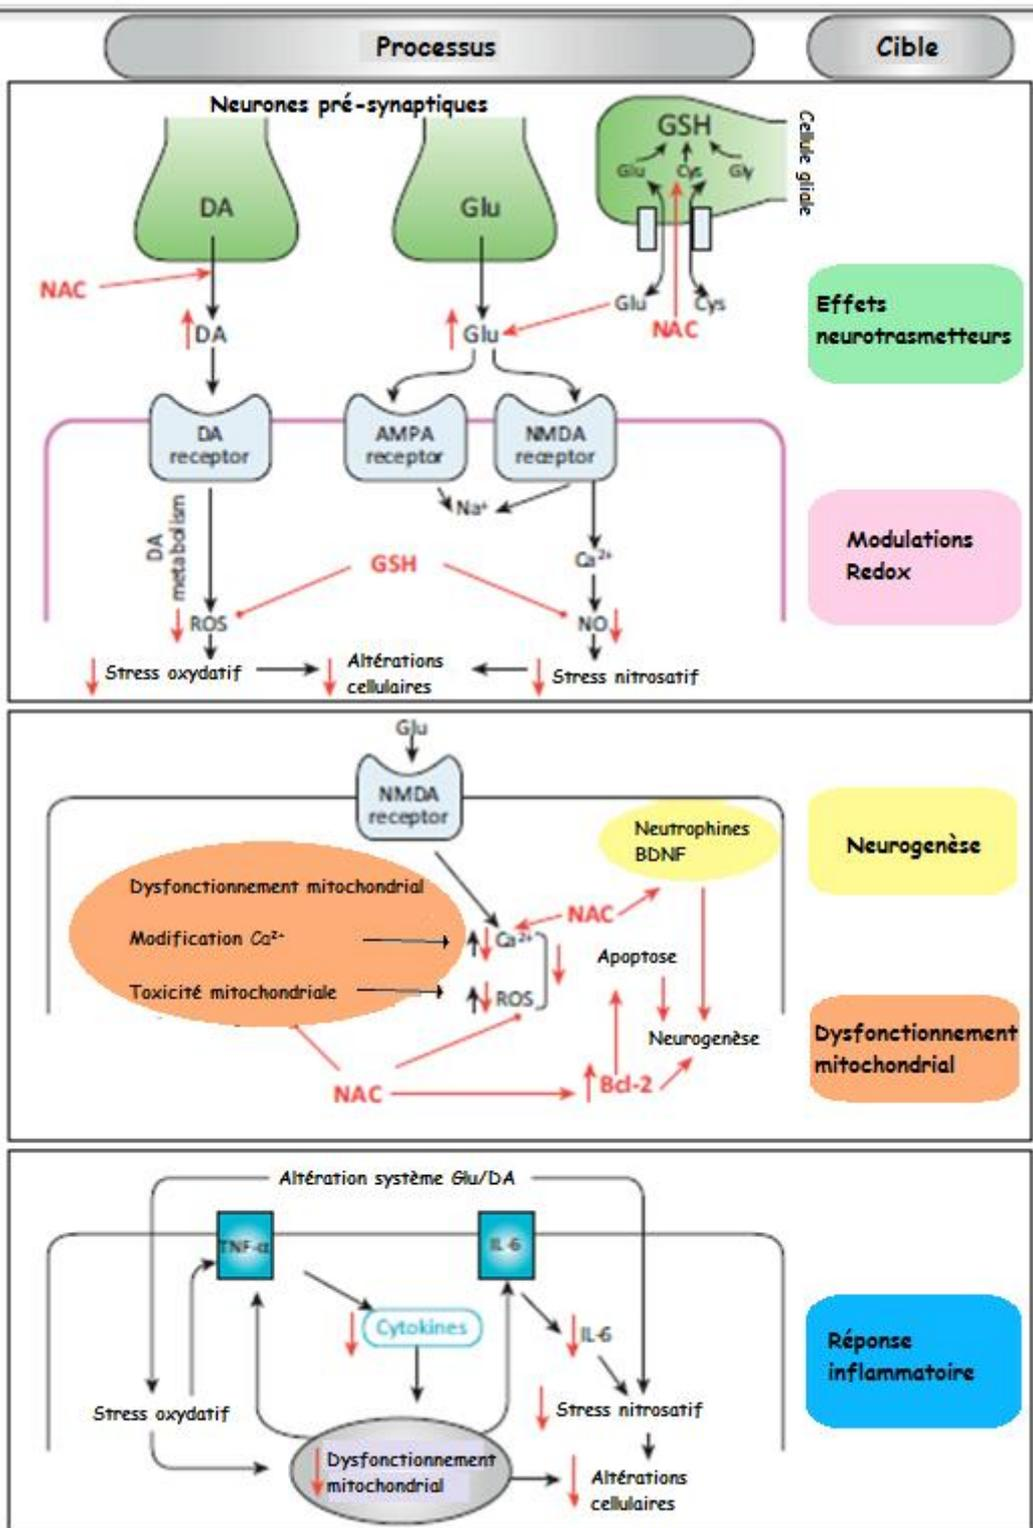 Processus
Cible
Neurones pré-synaptiques
Cellule gliale
GSH
Glu Cys Gly
DA
Glu
NAC
Glu
Cys
NAC
DA
Glu
Effets
neurotrasmetteurs
DA
receptor
AMPA
receptor
NMDA
receptor
DA
metabolism
Na⁺
GSH
Ca²⁺
ROS
NO
Modulations
Redox
Stress oxydatif
Altérations
cellulaires
Stress nitrosatif
Glu
NMDA
receptor
Neutrophines
BDNF
Neurogenèse
Dysfonctionnement mitochondrial
Modification Ca²⁺
Toxicité mitochondriale
NAC
Ca²⁺
ROS
Apoptose
Neurogenèse
NAC
Bcl-2
Dysfonctionnement
mitochondrial
Altération système Glu/DA
TNF-α
IL-6
Cytokines
IL-6
Stress oxydatif
Stress nitrosatif
Dysfonctionnement
mitochondrial
Altérations
cellulaires
Réponse
inflammatoire